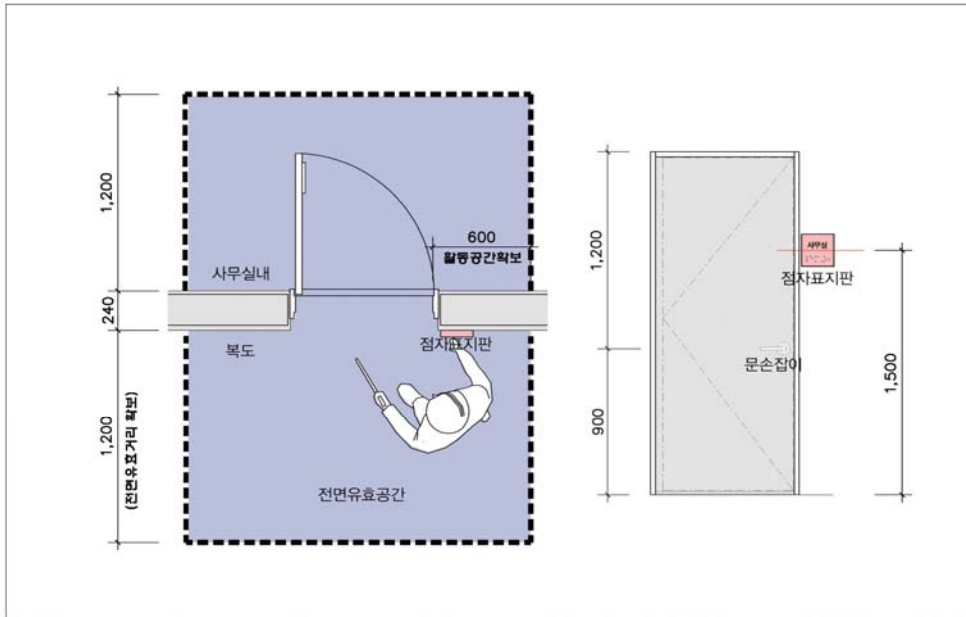 1,200
240
1,200
(전면유효거리 확보)
600
활동공간확보
사무실내
복도
점자표지판
전면유효공간
1,200
900
사무실
점자표지판
문손잡이
1,500